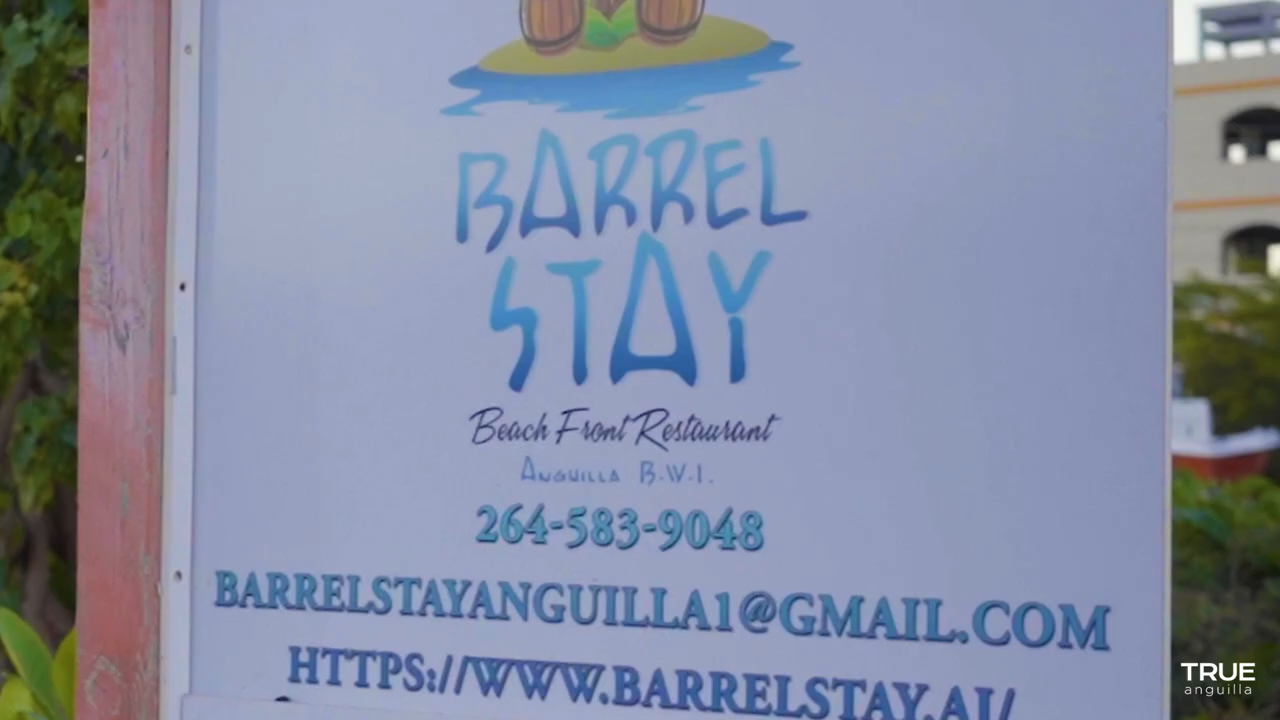 BARREL
STAY
Beach Front Restaurant
ANGUILLA B.W.I.
264-583-9048
BARRELSTAYANGUILLA1@GMAIL.COM
HTTPS://WWW.BARRELSTAY.AI/
TRUE
anguilla